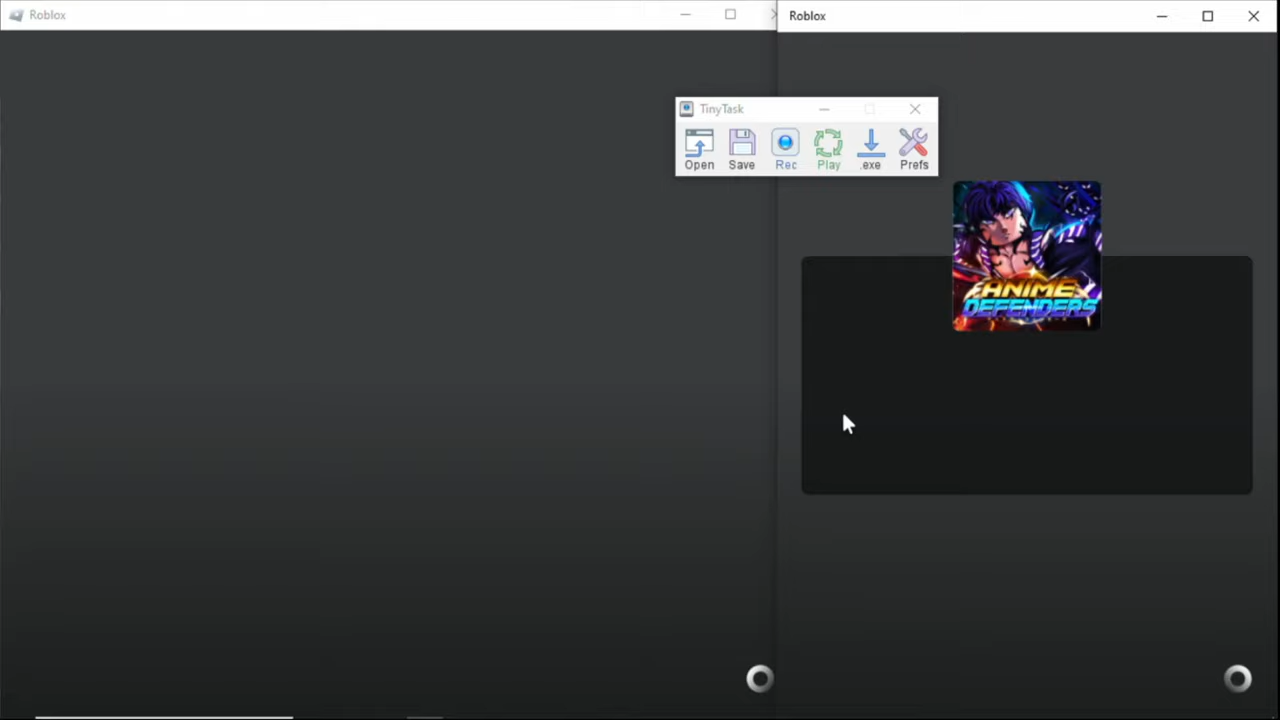 Roblox
Roblox
TinyTask
Open Save Rec Play .exe Prefs
ANIME
DEFENDERS